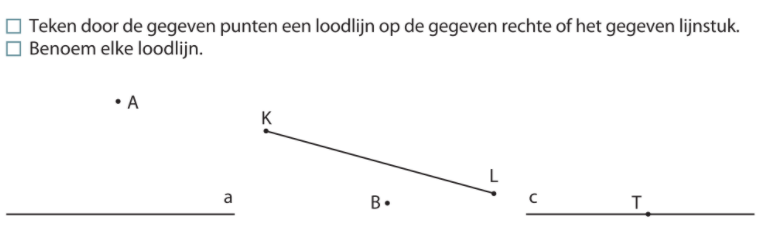 Teken door de gegeven punten een loodlijn op de gegeven rechte of het gegeven lijnstuk.
Benoem elke loodlijn.
A
K
L
a
B
c
T